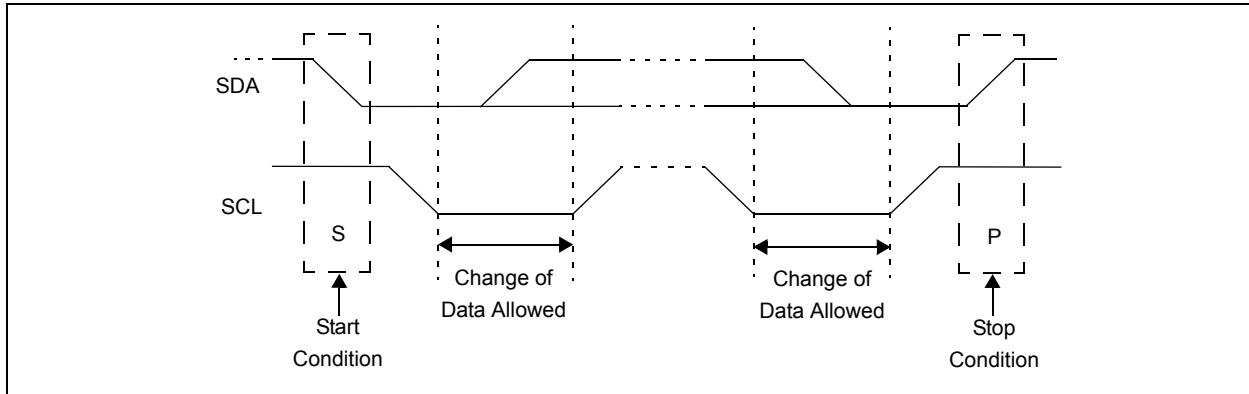 SDA
SCL
S
P
Change of
Data Allowed
Change of
Data Allowed
Start
Condition
Stop
Condition